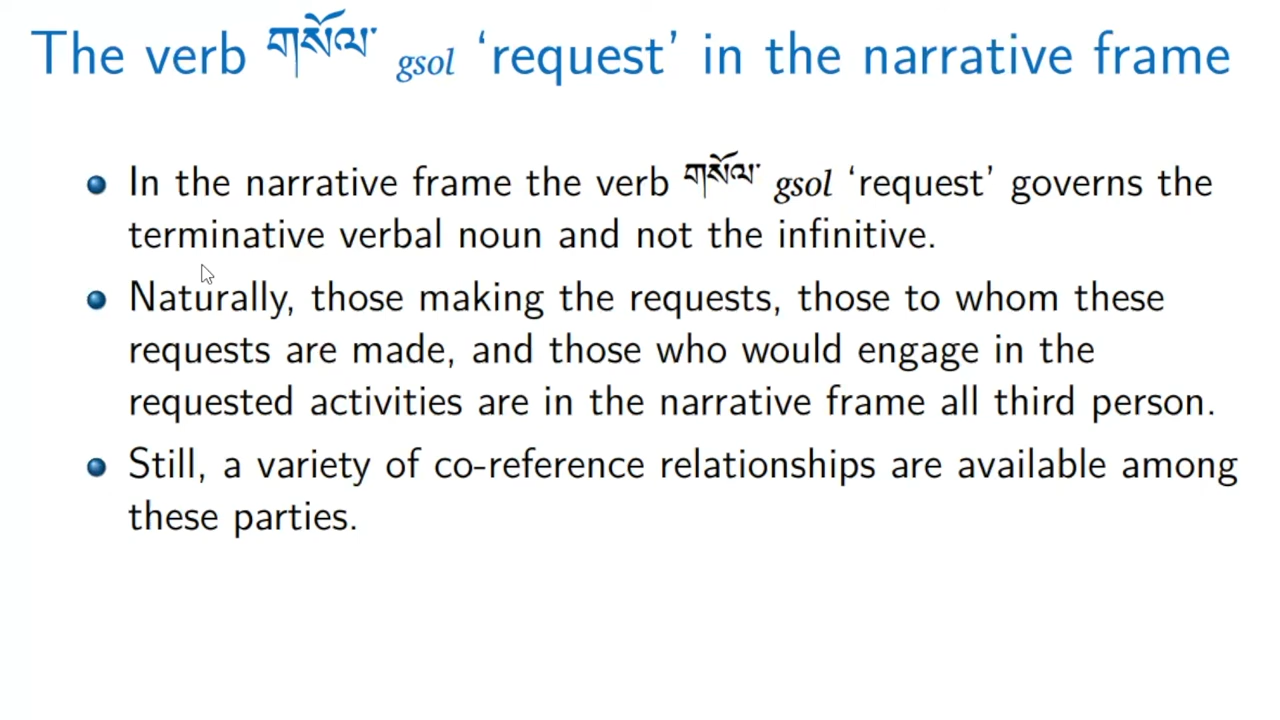 The verb གསོལ་ gsol ‘request’ in the narrative frame
In the narrative frame the verb གསོལ་ gsol ‘request’ governs the
terminative verbal noun and not the infinitive.
Naturally, those making the requests, those to whom these
requests are made, and those who would engage in the
requested activities are in the narrative frame all third person.
Still, a variety of co-reference relationships are available among
these parties.